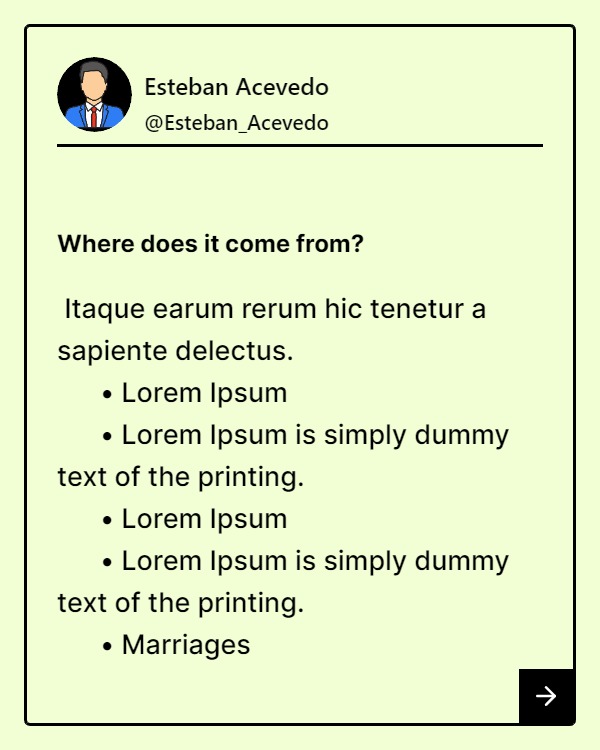 Esteban Acevedo
@Esteban_Acevedo
Where does it come from?
Itaque earum rerum hic tenetur a
sapiente delectus.
• Lorem Ipsum
• Lorem Ipsum is simply dummy
text of the printing.
• Lorem Ipsum
• Lorem Ipsum is simply dummy
text of the printing.
• Marriages